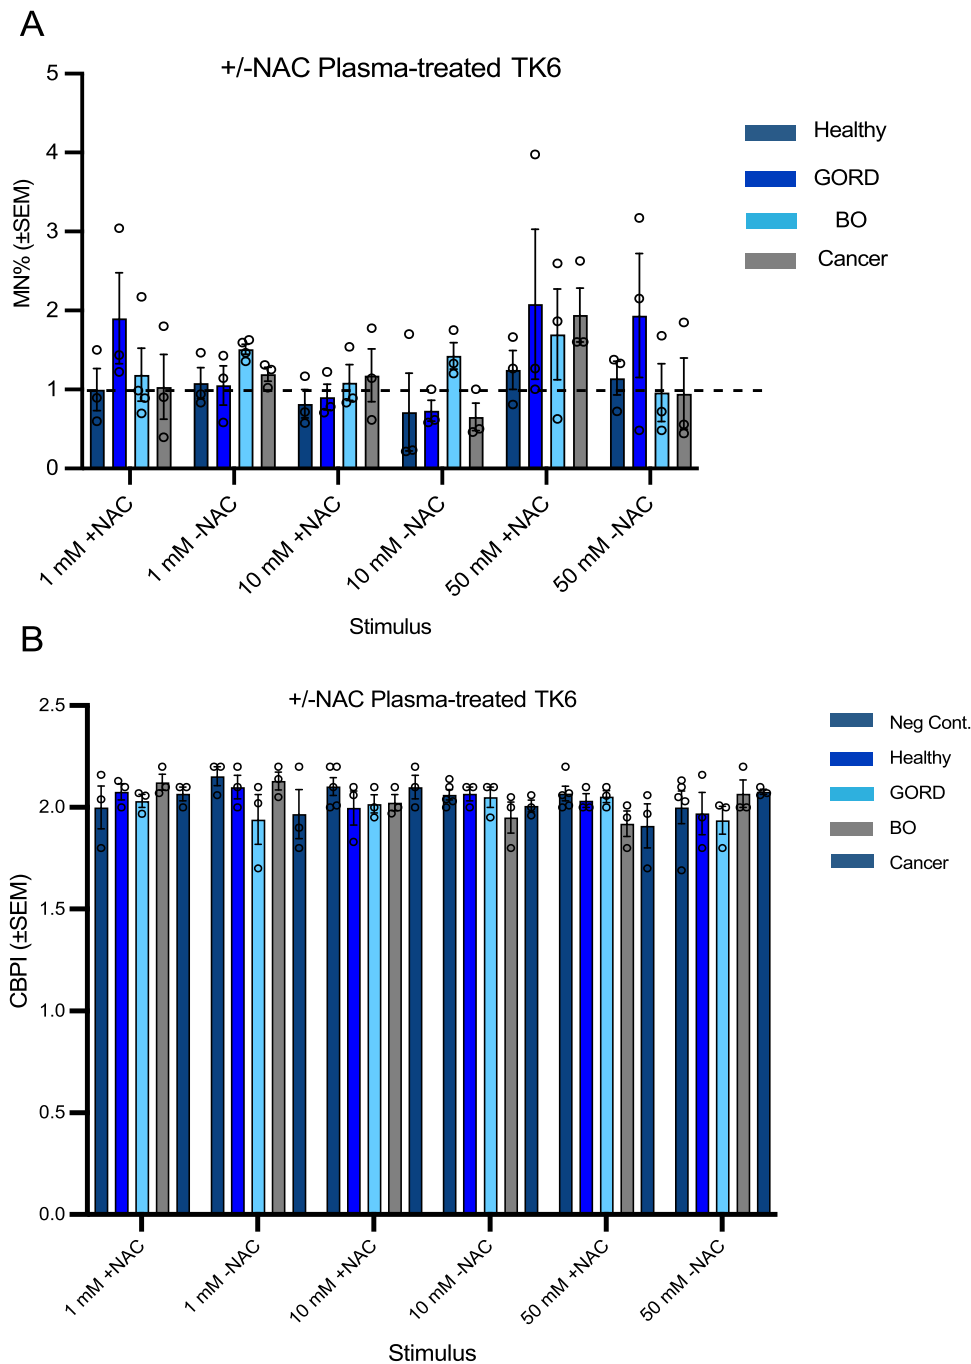 A
+/-NAC Plasma-treated TK6
5
4
3
2
1
0
MN% (±SEM)
Healthy
GORD
BO
Cancer
1 mM +NAC
1 mM -NAC
10 mM +NAC
10 mM -NAC
50 mM +NAC
50 mM -NAC
Stimulus
B
+/-NAC Plasma-treated TK6
2.5
2.0
1.5
1.0
0.5
0.0
CBPI (±SEM)
Neg Cont.
Healthy
GORD
BO
Cancer
1 mM +NAC
1 mM -NAC
10 mM +NAC
10 mM -NAC
50 mM +NAC
50 mM -NAC
Stimulus